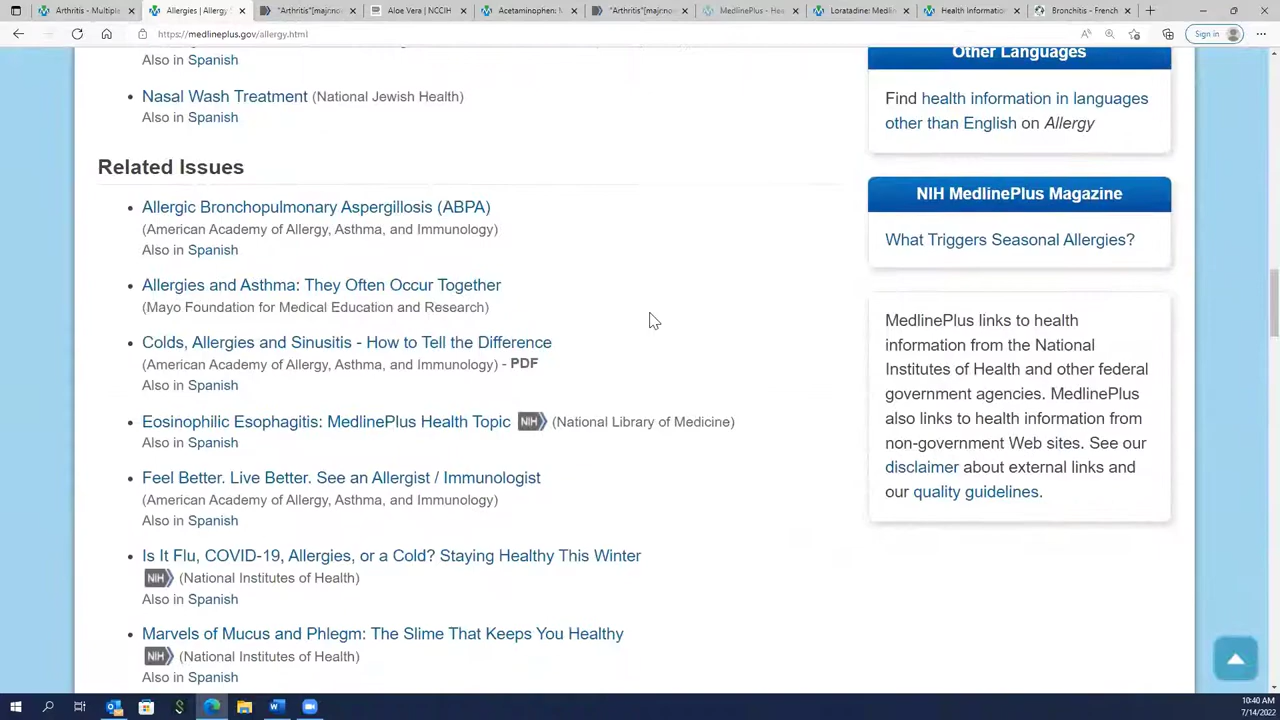 Arthritis - Multiple
Allergies | Allergy
"Arthritis"[majr:no
Aloe Vera | NCCIH
Acetaminophen: M
"Arthritis"[majr:no
MedlinePlus - He
Loratadine: Medlin
Health Information
Bronchitis - French
https://medlineplus.gov/allergy.html
Sign in
Also in Spanish
Nasal Wash Treatment (National Jewish Health)
Also in Spanish
Related Issues
Allergic Bronchopulmonary Aspergillosis (ABPA)
(American Academy of Allergy, Asthma, and Immunology)
Also in Spanish
Allergies and Asthma: They Often Occur Together
(Mayo Foundation for Medical Education and Research)
Colds, Allergies and Sinusitis - How to Tell the Difference
(American Academy of Allergy, Asthma, and Immunology) - PDF
Also in Spanish
Eosinophilic Esophagitis: MedlinePlus Health Topic NIH (National Library of Medicine)
Also in Spanish
Feel Better. Live Better. See an Allergist / Immunologist
(American Academy of Allergy, Asthma, and Immunology)
Also in Spanish
Is It Flu, COVID-19, Allergies, or a Cold? Staying Healthy This Winter
NIH (National Institutes of Health)
Also in Spanish
Marvels of Mucus and Phlegm: The Slime That Keeps You Healthy
NIH (National Institutes of Health)
Also in Spanish
Other Languages
Find health information in languages
other than English on Allergy
NIH MedlinePlus Magazine
What Triggers Seasonal Allergies?
MedlinePlus links to health
information from the National
Institutes of Health and other federal
government agencies. MedlinePlus
also links to health information from
non-government Web sites. See our
disclaimer about external links and
our quality guidelines.
10:40 AM
7/14/2022